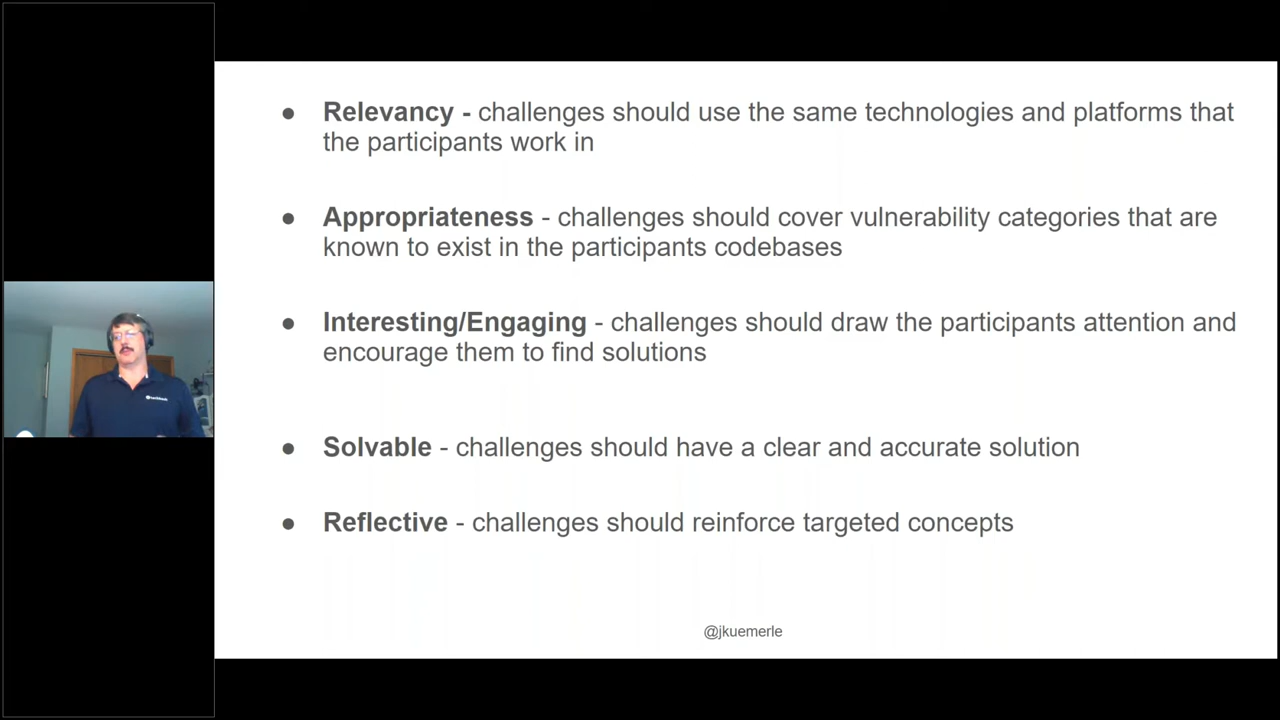 ● Relevancy - challenges should use the same technologies and platforms that
the participants work in
● Appropriateness - challenges should cover vulnerability categories that are
known to exist in the participants codebases
● Interesting/Engaging - challenges should draw the participants attention and
encourage them to find solutions
● Solvable - challenges should have a clear and accurate solution
● Reflective - challenges should reinforce targeted concepts
@jkuemerle